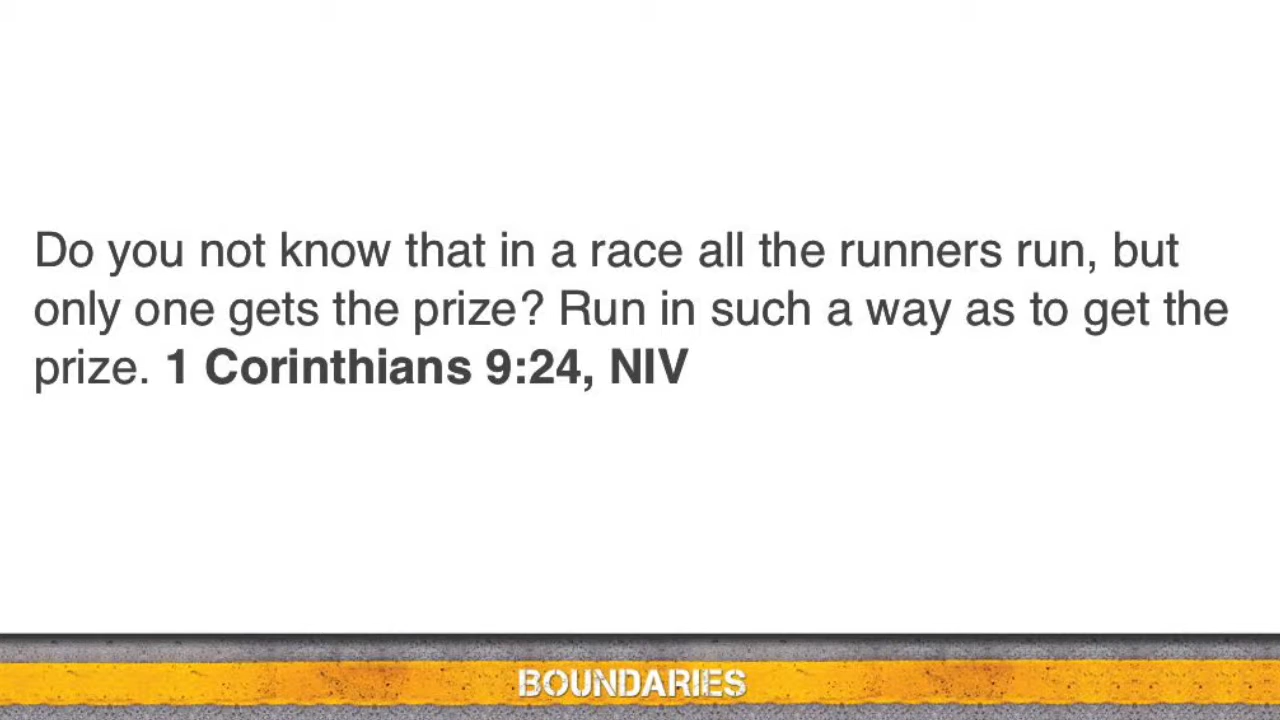 Do you not know that in a race all the runners run, but
only one gets the prize? Run in such a way as to get the
prize. 1 Corinthians 9:24, NIV
BOUNDARIES